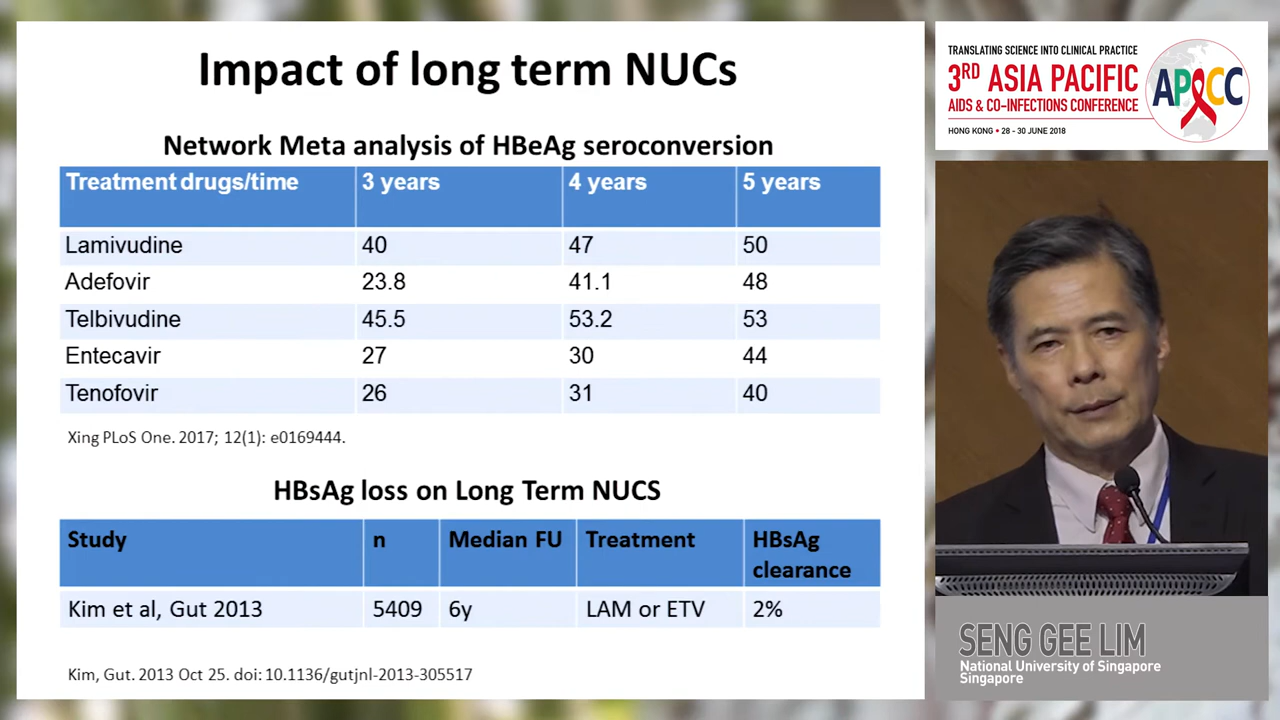 Impact of long term NUCs
Network Meta analysis of HBeAg seroconversion
Treatment drugs/time 3 years 4 years 5 years
Lamivudine 40 47 50
Adefovir 23.8 41.1 48
Telbivudine 45.5 53.2 53
Entecavir 27 30 44
Tenofovir 26 31 40
Xing PLoS One. 2017; 12(1): e0169444.
HBsAg loss on Long Term NUCS
Study n Median FU Treatment HBsAg
clearance
Kim et al, Gut 2013 5409 6y LAM or ETV 2%
Kim, Gut. 2013 Oct 25. doi: 10.1136/gutjnl-2013-305517
TRANSLATING SCIENCE INTO CLINICAL PRACTICE
3RD ASIA PACIFIC
AIDS & CO-INFECTIONS CONFERENCE
HONG KONG • 28 - 30 JUNE 2018
APACC
SENG GEE LIM
National University of Singapore
Singapore